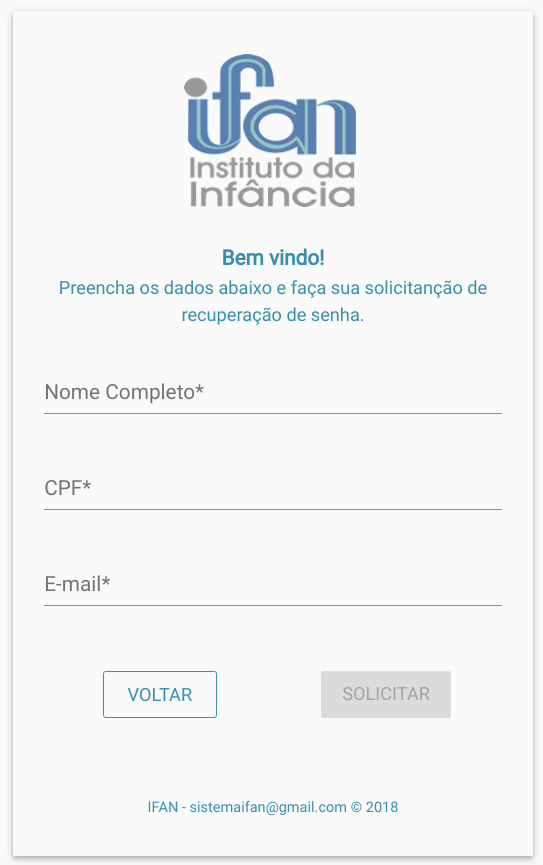 ifan
Instituto da
Infância
Bem vindo!
Preencha os dados abaixo e faça sua solicitanção de
recuperação de senha.
Nome Completo*
CPF*
E-mail*
VOLTAR
SOLICITAR
IFAN - sistemaifan@gmail.com © 2018